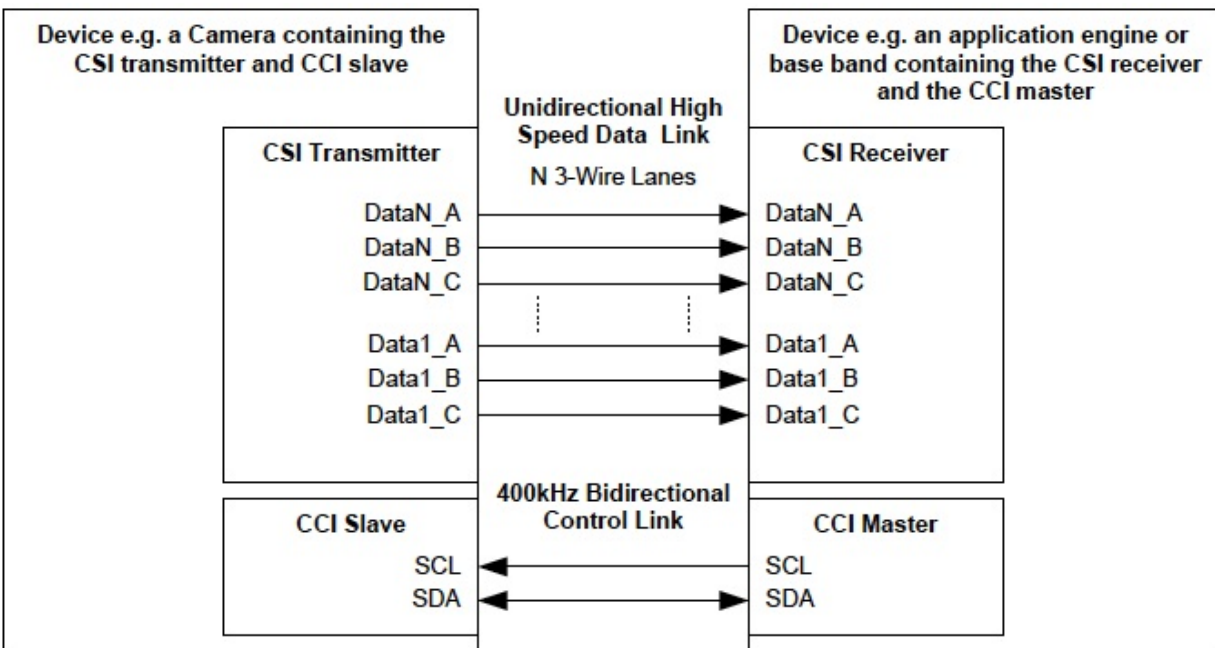 Device e.g. a Camera containing the
CSI transmitter and CCI slave
Device e.g. an application engine or
base band containing the CSI receiver
and the CCI master
Unidirectional High
Speed Data Link
N 3-Wire Lanes
CSI Transmitter
DataN_A
DataN_B
DataN_C
Data1_A
Data1_B
Data1_C
CSI Receiver
DataN_A
DataN_B
DataN_C
Data1_A
Data1_B
Data1_C
400kHz Bidirectional
Control Link
CCI Slave
SCL
SDA
CCI Master
SCL
SDA